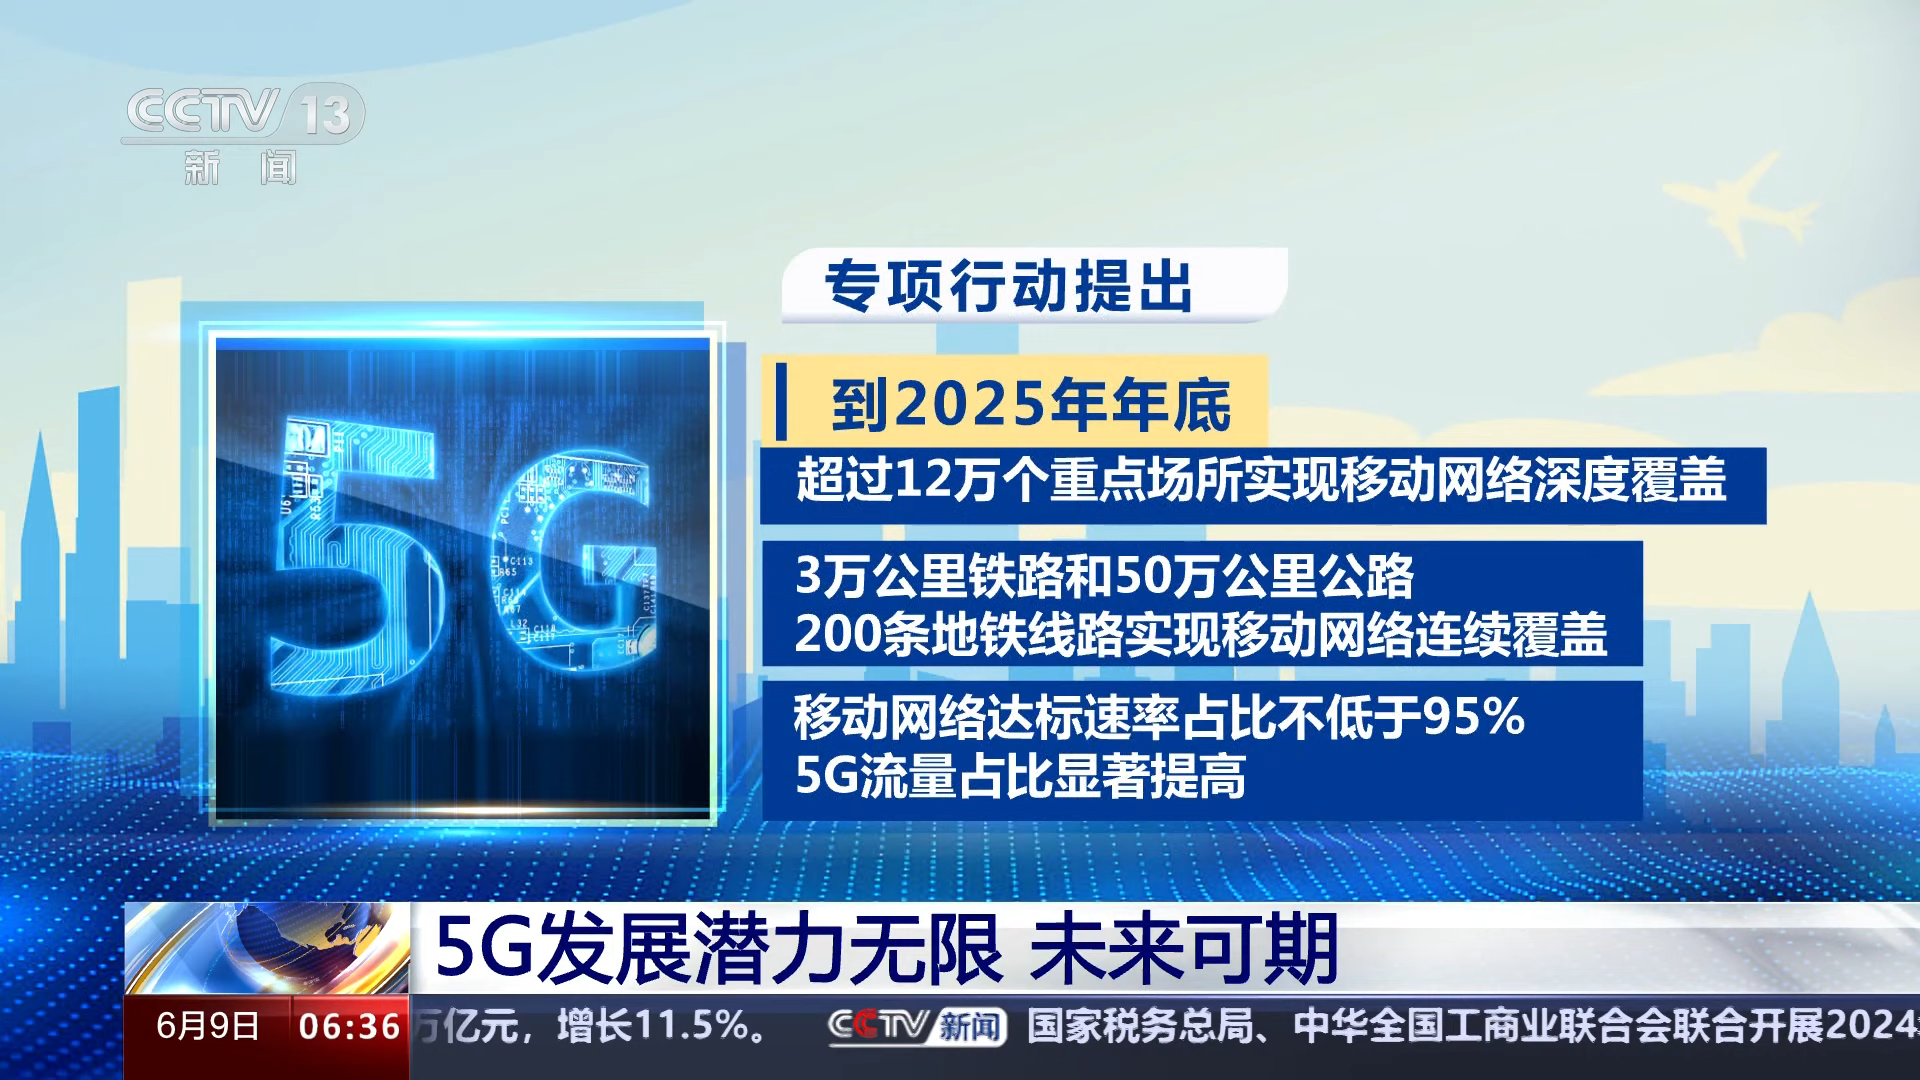 CCTV 13
新闻
专项行动提出
到2025年年底
超过12万个重点场所实现移动网络深度覆盖
3万公里铁路和50万公里公路
200条地铁线路实现移动网络连续覆盖
移动网络达标速率占比不低于95%
5G流量占比显著提高
5G
5G发展潜力无限 未来可期
6月9日 06:36 万亿元，增长11.5%。 CCTV新闻 国家税务总局、中华全国工商业联合会联合开展2024